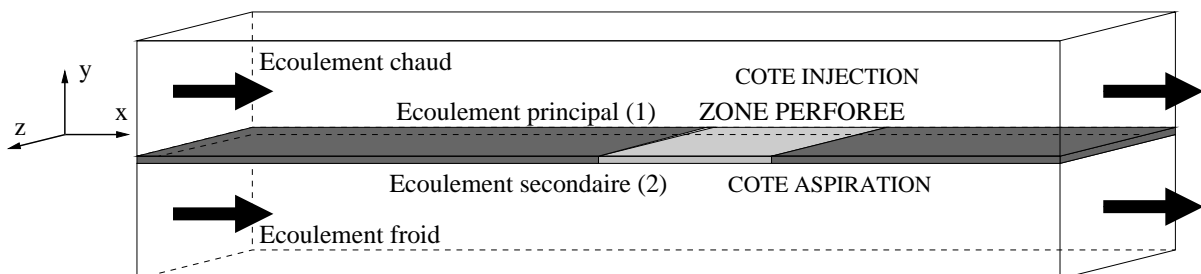 Ecoulement chaud
y
COTE INJECTION
x
Ecoulement principal (1)
ZONE PERFOREE
z
Ecoulement secondaire (2)
COTE ASPIRATION
Ecoulement froid